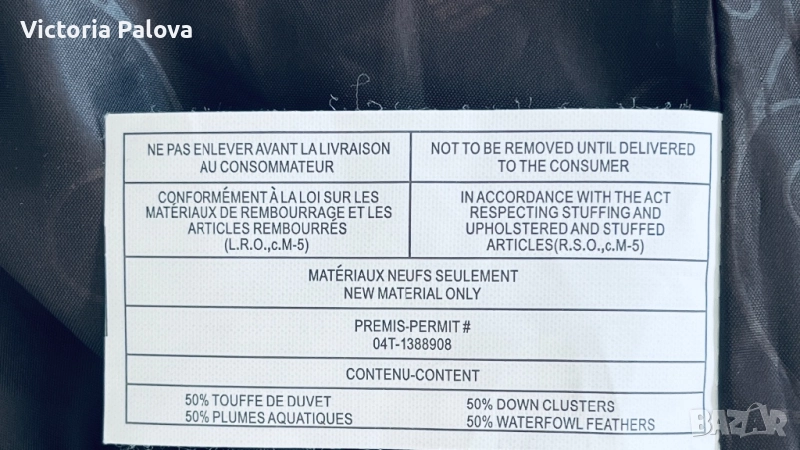 Victoria Palova
NE PAS ENLEVER AVANT LA LIVRAISON
AU CONSOMMATEUR
NOT TO BE REMOVED UNTIL DELIVERED
TO THE CONSUMER
CONFORMÉMENT À LA LOI SUR LES
MATÉRIAUX DE REMBOURRAGE ET LES
ARTICLES REMBOURRÉS
(L.R.O.,c.M-5)
IN ACCORDANCE WITH THE ACT
RESPECTING STUFFING AND
UPHOLSTERED AND STUFFED
ARTICLES(R.S.O.,c.M-5)
MATÉRIAUX NEUFS SEULEMENT
NEW MATERIAL ONLY
PREMIS-PERMIT #
04T-1388908
CONTENU-CONTENT
50% TOUFFE DE DUVET
50% PLUMES AQUATIQUES
50% DOWN CLUSTERS
50% WATERFOWL FEATHERS
BAZAR